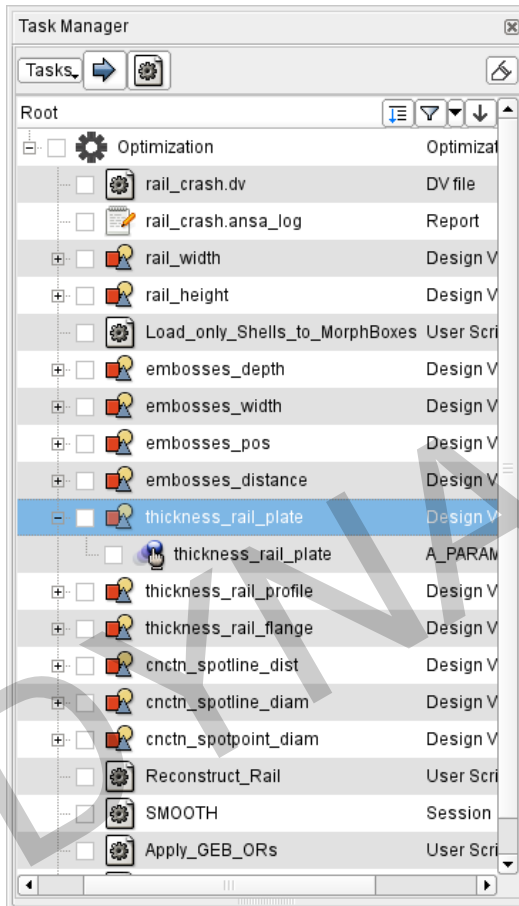 Task Manager
Tasks
Root
Optimization Optimizat
rail_crash.dv DV file
rail_crash.ansa_log Report
rail_width Design V
rail_height Design V
Load_only_Shells_to_MorphBoxes User Scri
embosses_depth Design V
embosses_width Design V
embosses_pos Design V
embosses_distance Design V
thickness_rail_plate Design V
thickness_rail_plate A_PARAM
thickness_rail_profile Design V
thickness_rail_flange Design V
cnctn_spotline_dist Design V
cnctn_spotline_diam Design V
cnctn_spotpoint_diam Design V
Reconstruct_Rail User Scri
SMOOTH Session
Apply_GEB_ORs User Scri
DYNA